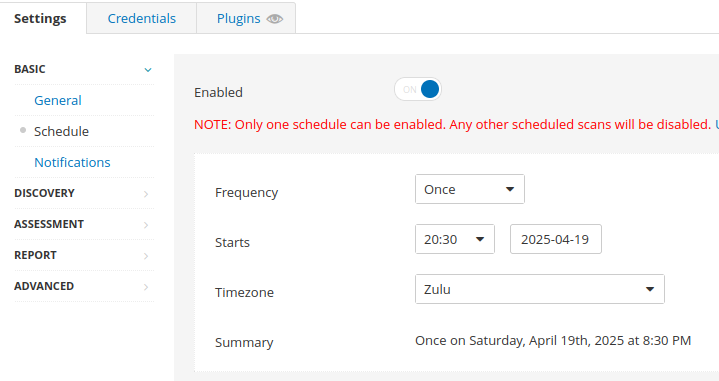 Settings Credentials Plugins
BASIC
General
Schedule
Notifications
DISCOVERY
ASSESSMENT
REPORT
ADVANCED
Enabled ON
NOTE: Only one schedule can be enabled. Any other scheduled scans will be disabled.
Frequency Once
Starts 20:30 2025-04-19
Timezone Zulu
Summary Once on Saturday, April 19th, 2025 at 8:30 PM